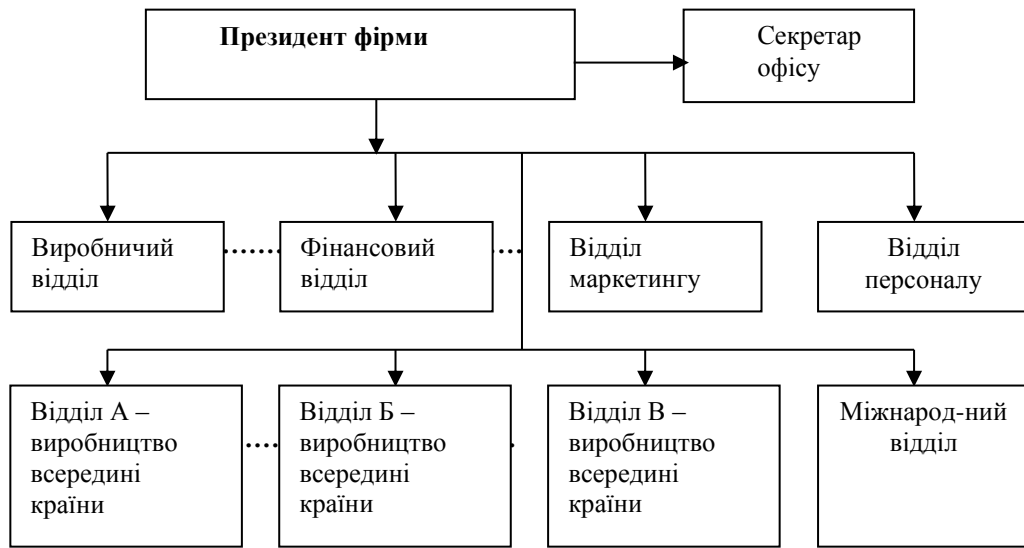 Президент фірми
Секретар
офісу
Виробничий
відділ
Фінансовий
відділ
Відділ
маркетингу
Відділ
персоналу
Відділ А –
виробництво
всередині
країни
Відділ Б –
виробництво
всередині
країни
Відділ В –
виробництво
всередині
країни
Міжнарод-ний
відділ